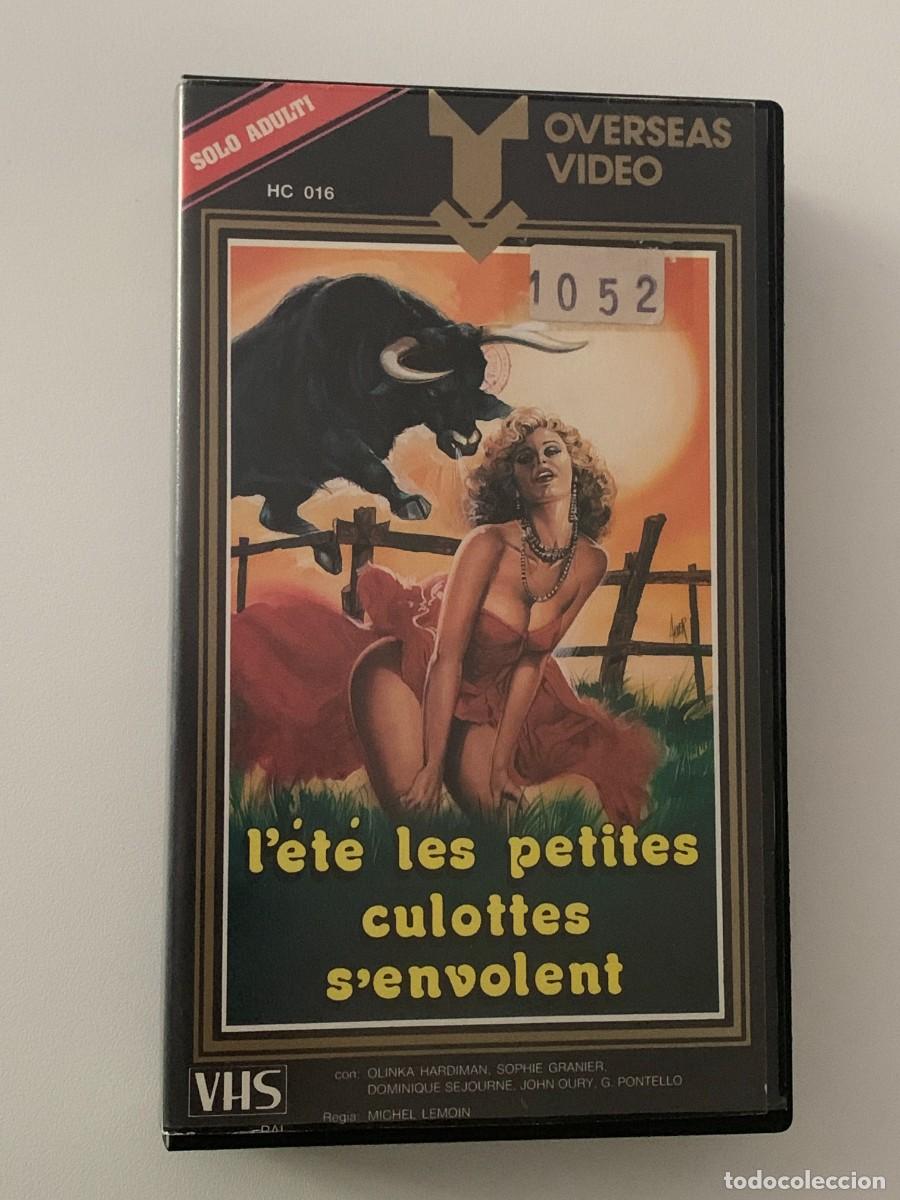 SOLO ADULTI
OVERSEAS
VIDEO
HC 016
1052
l'été les petites
culottes
s'envolent
con: OLINKA HARDIMAN, SOPHIE GRANIER,
DOMINIQUE SEJOURNE, JOHN OURY, G. PONTELLO
VHS
Regia: MICHEL LEMOIN
todocoleccion